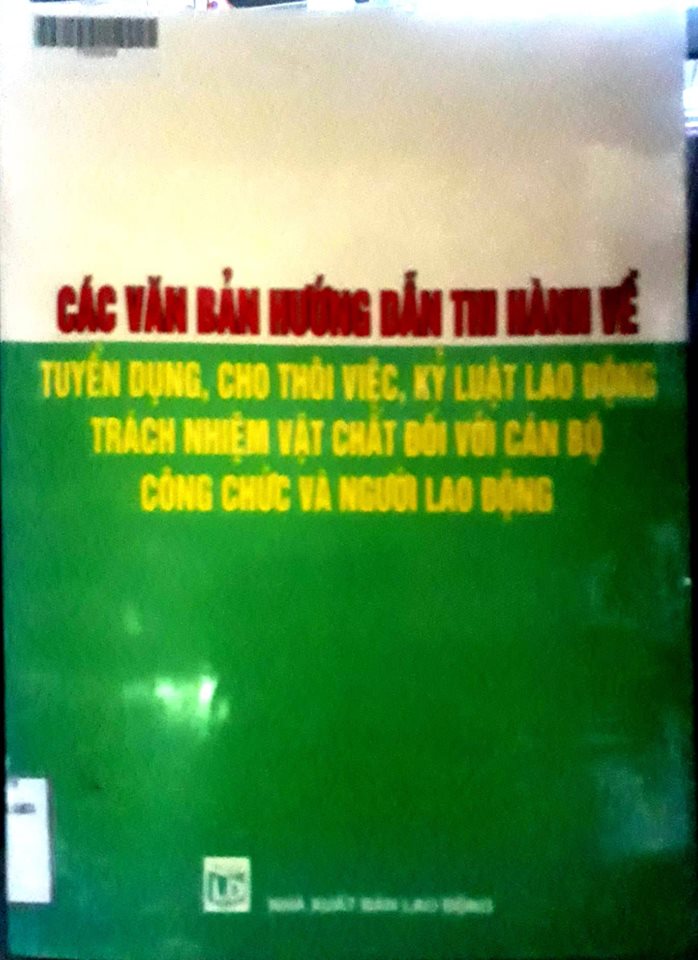 CÁC VĂN BẢN HƯỚNG DẪN THI HÀNH VỀ
TUYỂN DỤNG, CHO THÔI VIỆC, KỶ LUẬT LAO ĐỘNG
TRÁCH NHIỆM VẬT CHẤT ĐỐI VỚI CÁN BỘ
CÔNG CHỨC VÀ NGƯỜI LAO ĐỘNG
NHÀ XUẤT BẢN LAO ĐỘNG